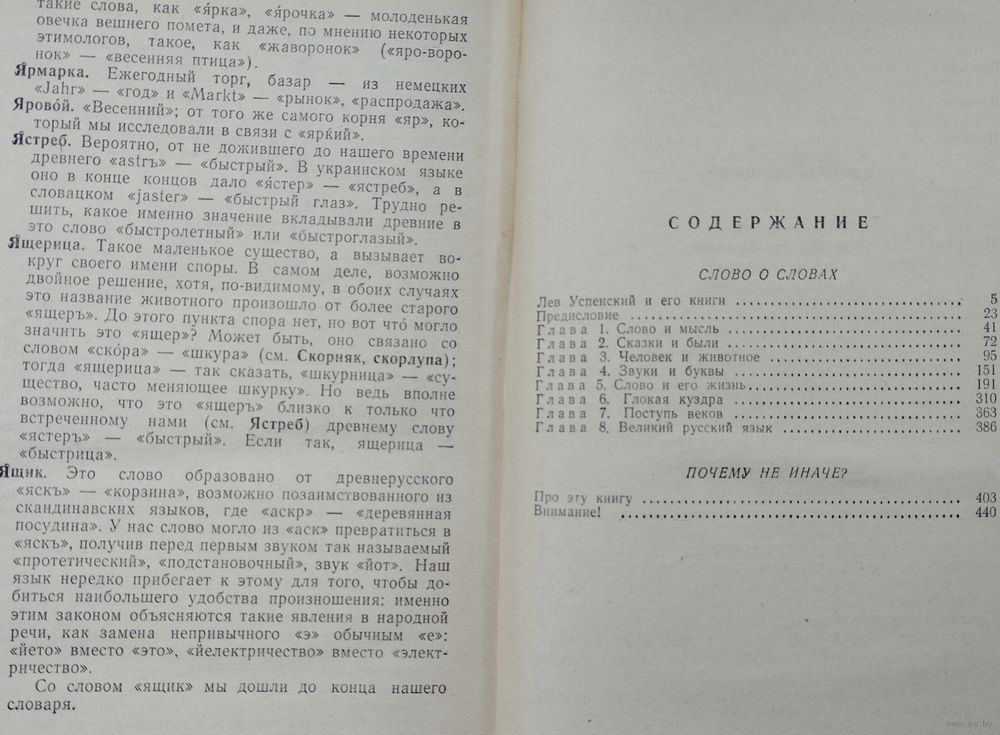 такие слова, как «я́рка», «я́рочка» — молоденькая
овечка вешнего помета, и даже, по мнению некоторых
этимологов, такое, как «жаворонок» («яро-воро-
нок» — «весенняя птица»).
Я́рмарка. Ежегодный торг, базар — из немецких
«Jahr» — «год» и «Markt» — «рынок», «распродажа».
Ярово́й. «Весенний»; от того же самого корня «яр», ко-
торый мы исследовали в связи с «яркий».
Я́стреб. Вероятно, от не дожившего до нашего времени
древнего «astrъ» — «быстрый». В украинском языке
оно в конце концов дало «я́стер» — «ястреб», а в
словацком «jaster» — «быстрый глаз». Трудно ре-
шить, какое именно значение вкладывали древние в
это слово «быстролетный» или «быстроглазый».
Я́щерица. Такое маленькое существо, а вызывает во-
круг своего имени споры. В самом деле, возможно
двойное решение, хотя, по-видимому, в обоих случаях
это название животного произошло от более старого
«ящеръ». До этого пункта спора нет, но вот что́ могло
значить это «ящер»? Может быть, оно связано со
словом «ско́ра» — «шкура» (см. Скорняк, скорлупа);
тогда «ящерица» — так сказать, «шкурница» — «су-
щество, часто меняющее шкурку». Но ведь вполне
возможно, что это «ящеръ» близко к только что
встреченному нами (см. Ястреб) древнему слову
«ястеръ» — «быстрый». Если так, ящерица —
«быстрица».
Я́щик. Это слово образовано от древнерусского
«яскъ» — «корзина», возможно позаимствованного из
скандинавских языков, где «аскр» — «деревянная
посудина». У нас слово могло из «аск» превратиться в
«яскъ», получив перед первым звуком так называемый
«протетический», «подстановочный», звук «йот». Наш
язык нередко прибегает к этому для того, чтобы до-
биться наибольшего удобства произношения: именно
этим законом объясняются такие явления в народной
речи, как замена непривычного «э» обычным «е»:
«йето» вместо «это», «йелектричество» вместо «элект-
ричество».
Со словом «ящик» мы дошли до конца нашего
словаря.
СОДЕРЖАНИЕ
СЛОВО О СЛОВАХ
Лев Успенский и его книги 5
Предисловие 23
Глава 1. Слово и мысль 41
Глава 2. Сказки и были 72
Глава 3. Человек и животное 95
Глава 4. Звуки и буквы 151
Глава 5. Слово и его жизнь 191
Глава 6. Глокая куздра 310
Глава 7. Поступь веков 363
Глава 8. Великий русский язык 386
ПОЧЕМУ НЕ ИНАЧЕ?
Про эту книгу 403
Внимание! 440
www.ay.by